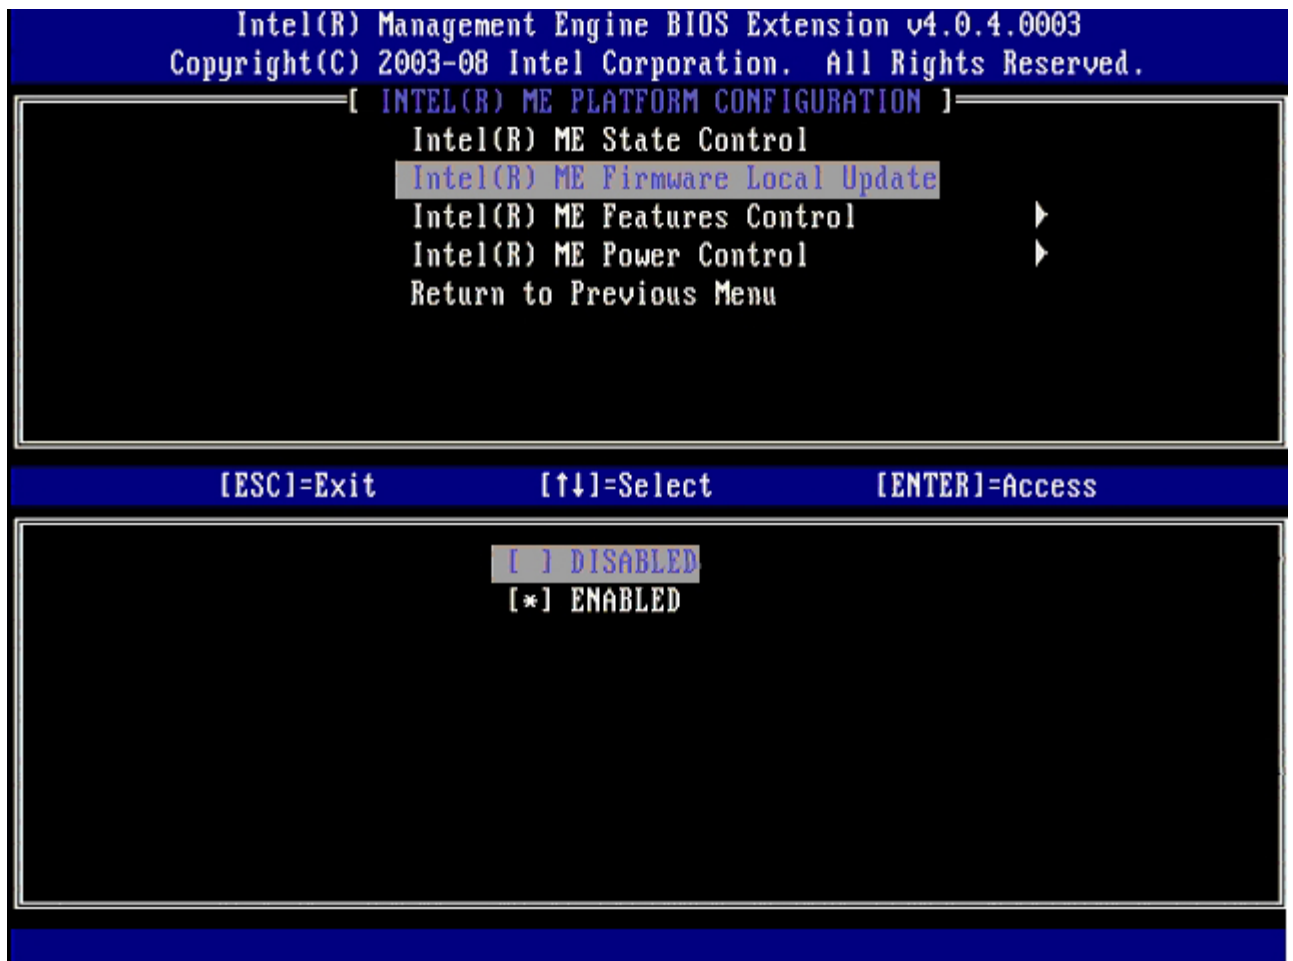 Intel(R) Management Engine BIOS Extension v4.0.4.0003
Copyright(C) 2003-08 Intel Corporation. All Rights Reserved.
[ INTEL(R) ME PLATFORM CONFIGURATION ]
Intel(R) ME State Control
Intel(R) ME Firmware Local Update
Intel(R) ME Features Control ►
Intel(R) ME Power Control ►
Return to Previous Menu
[ESC]=Exit [↑↓]=Select [ENTER]=Access
[ ] DISABLED
[*] ENABLED